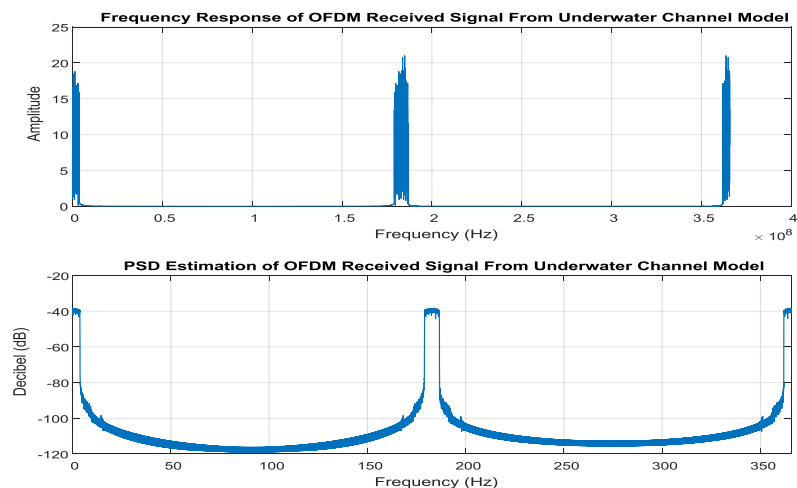 Frequency Response of OFDM Received Signal From Underwater Channel Model
25
20
15
10
5
0
Amplitude
0 0.5 1 1.5 2 2.5 3 3.5 4
Frequency (Hz)
× 10^8
PSD Estimation of OFDM Received Signal From Underwater Channel Model
-20
-40
-60
-80
-100
-120
Decibel (dB)
0 50 100 150 200 250 300 350
Frequency (Hz)